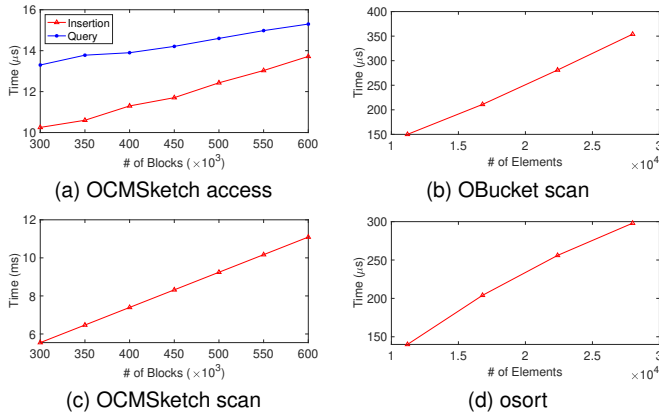 Insertion
Query
16
14
12
10
Time (μs)
300 350 400 450 500 550 600
# of Blocks (×10³)
(a) OCMSketch access
400
350
300
250
200
150
Time (μs)
1 1.5 2 2.5 3
×10⁴
# of Elements
(b) OBucket scan
12
10
8
6
Time (ms)
300 350 400 450 500 550 600
# of Blocks (×10³)
(c) OCMSketch scan
300
250
200
150
Time (μs)
1 1.5 2 2.5 3
×10⁴
# of Elements
(d) osort